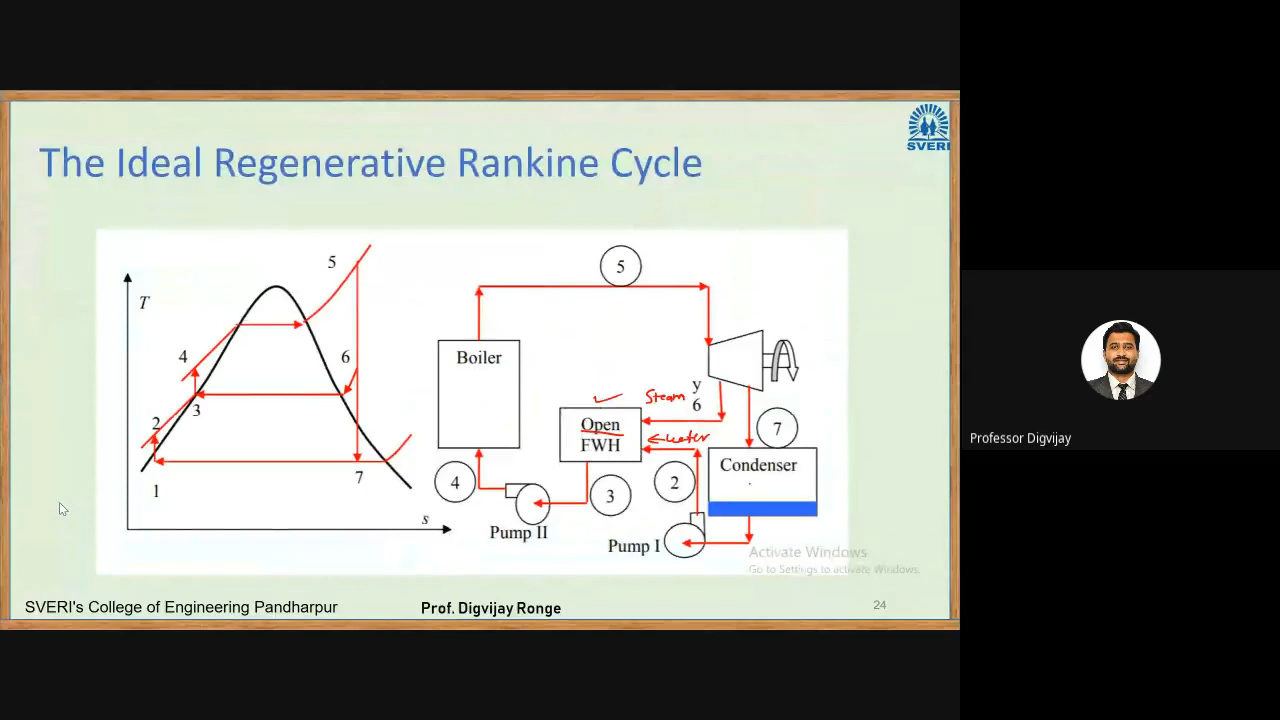 SVERI
The Ideal Regenerative Rankine Cycle
T
5
4
6
3
2
7
1
s
5
Boiler
y
6
Steam
Open
FWH
water
7
Condenser
4
3
2
Pump II
Pump I
Activate Windows
Go to Settings to activate Windows.
SVERI's College of Engineering Pandharpur
Prof. Digvijay Ronge
24
Professor Digvijay